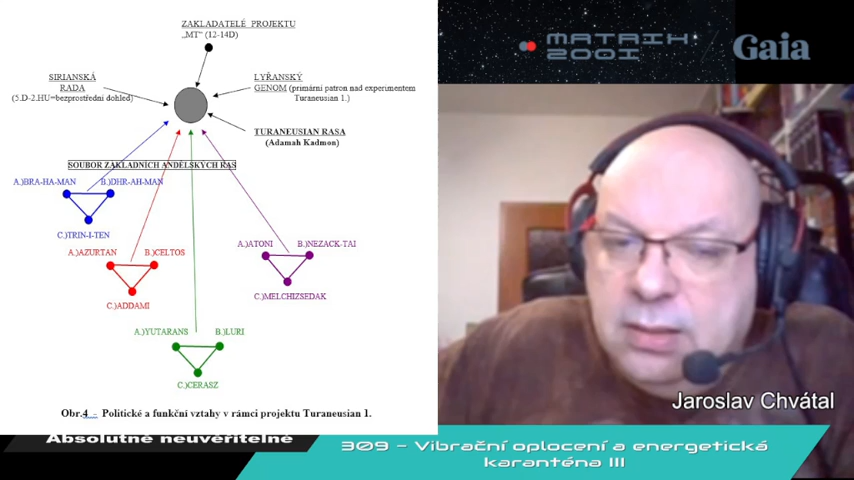 ZAKLADATELÉ PROJEKTU
„MT“ (12-14D)
SIRIANSKÁ
RADA
(5.D-2.HU=bezprostřední dohled)
LYŘANSKÝ
GENOM (primární patron nad experimentem
Turaneusian 1.)
TURANEUSIAN RASA
(Adamah Kadmon)
SOUBOR ZÁKLADNÍCH ANDĚLSKÝCH RAS
A.)BRA-HA-MAN
B.)DHR-AH-MAN
C.)TRIN-I-TEN
A.)AZURTAN
B.)CELTOS
C.)ADDAMI
A.)ATONI
B.)NEZACK-TAI
C.)MELCHIZSEDAK
A.)YUTARANS
B.)LURI
C.)CERASZ
Obr.4 – Politické a funkční vztahy v rámci projektu Turaneusian 1.
MATRIX
2001
Gaia
Jaroslav Chvátal
Absolutně neuvěřitelné
309 - Vibrační oplocení a energetická
karanténa III